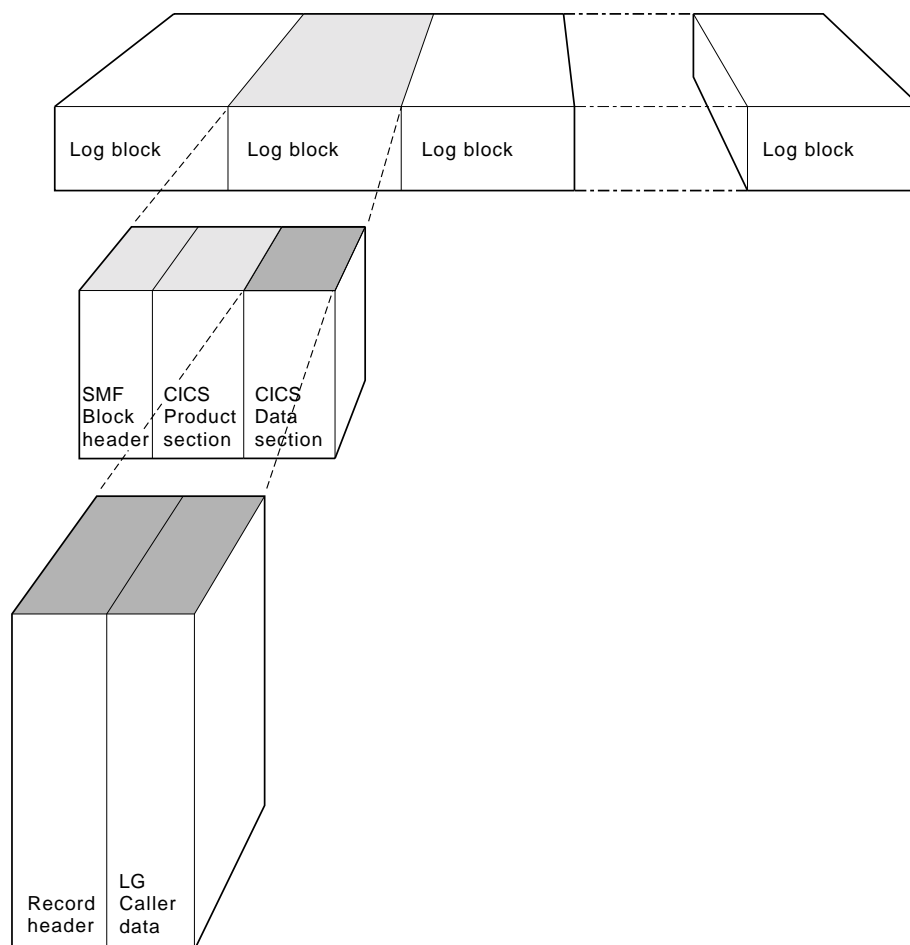 Log block
Log block
Log block
Log block
SMF
Block
header
CICS
Product
section
CICS
Data
section
Record
header
LG
Caller
data